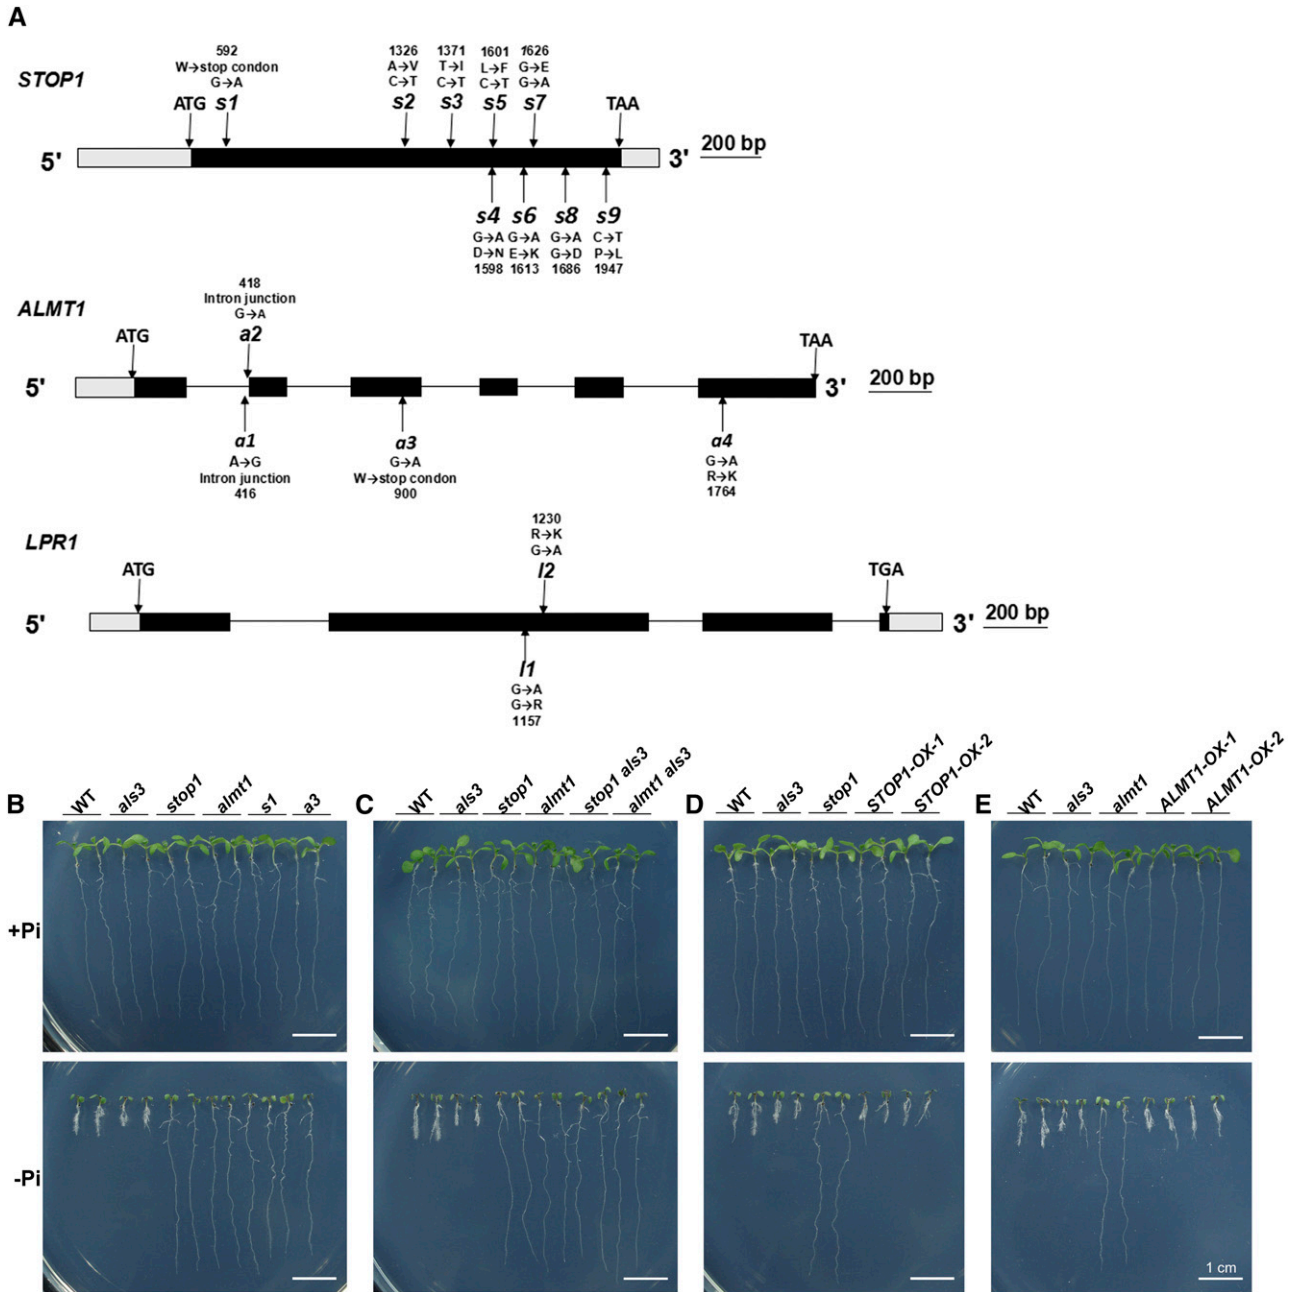 A
STOP1
592
W→stop condon
G→A
ATG s1
1326
A→V
C→T
s2
1371
T→I
C→T
s3
1601
L→F
C→T
s5
1626
G→E
G→A
s7
TAA
5'
3'
200 bp
s4
G→A
D→N
1598
s6
G→A
E→K
1613
s8
G→A
G→D
1686
s9
C→T
P→L
1947
ALMT1
ATG
418
Intron junction
G→A
a2
TAA
5'
3'
200 bp
a1
A→G
Intron junction
416
a3
G→A
W→stop condon
900
a4
G→A
R→K
1764
LPR1
ATG
1230
R→K
G→A
l2
TGA
5'
3'
200 bp
l1
G→A
G→R
1157
B
WT als3 stop1 almt1 s1 a3
C
WT als3 stop1 almt1 stop1 als3 almt1 als3
D
WT als3 stop1 STOP1-OX-1 STOP1-OX-2
E
WT als3 almt1 ALMT1-OX-1 ALMT1-OX-2
+Pi
-Pi
1 cm